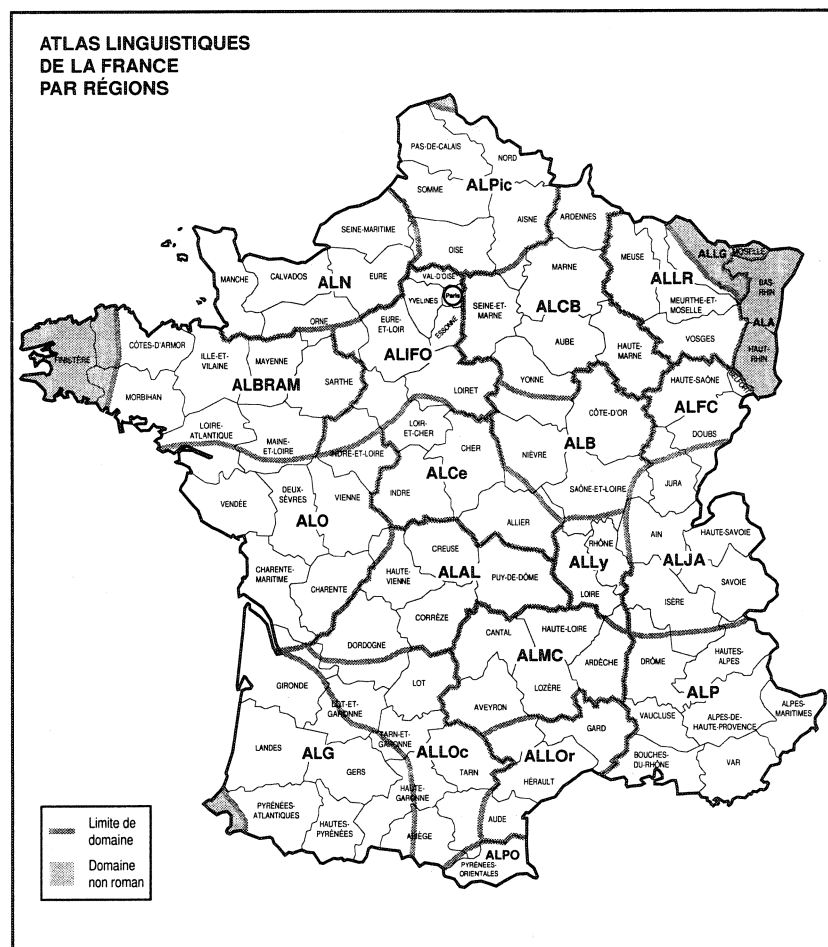 ATLAS LINGUISTIQUES
DE LA FRANCE
PAR RÉGIONS
PAS-DE-CALAIS
NORD
SOMME
ALPic
AISNE
ARDENNES
SEINE-MARITIME
OISE
MANCHE
CALVADOS
EURE
ALN
VAL-D'OISE
Paris
YVELINES
ESSONNE
SEINE-ET-
MARNE
MARNE
ALCB
MEUSE
ALLG
MOSELLE
ALLR
BAS-
RHIN
MEURTHE-ET-
MOSELLE
ALA
VOSGES
HAUT-
RHIN
ORNE
EURE-
ET-LOIR
ALIFO
AUBE
HAUTE-
MARNE
FINISTÈRE
CÔTES-D'ARMOR
ILLE-ET-
VILAINE
MAYENNE
ALBRAM
SARTHE
MORBIHAN
LOIRET
YONNE
HAUTE-SAÔNE
ALFC
DOUBS
LOIRE-
ATLANTIQUE
MAINE-
ET-LOIRE
INDRE-ET-LOIRE
LOIR-
ET-CHER
CHER
ALCe
INDRE
NIÈVRE
CÔTE-D'OR
ALB
SAÔNE-ET-LOIRE
JURA
VENDÉE
DEUX-
SÈVRES
VIENNE
ALO
ALLIER
AIN
HAUTE-SAVOIE
ALJA
SAVOIE
ISÈRE
CHARENTE-
MARITIME
CHARENTE
HAUTE-
VIENNE
CREUSE
ALAL
PUY-DE-DÔME
RHÔNE
ALLy
LOIRE
CORRÈZE
DORDOGNE
CANTAL
HAUTE-LOIRE
ALMC
ARDÈCHE
LOZÈRE
AVEYRON
DRÔME
HAUTES-
ALPES
ALP
GIRONDE
LOT-ET-
GARONNE
LOT
VAUCLUSE
ALPES-DE-
HAUTE-PROVENCE
ALPES-
MARITIMES
LANDES
ALG
GERS
TARN-ET-
GARONNE
ALLOc
TARN
GARD
ALLOr
HÉRAULT
BOUCHES-
DU-RHÔNE
VAR
PYRÉNÉES-
ATLANTIQUES
HAUTES-
PYRÉNÉES
HAUTE-
GARONNE
ARIÈGE
AUDE
ALPO
PYRÉNÉES-
ORIENTALES
Limite de
domaine
Domaine
non roman